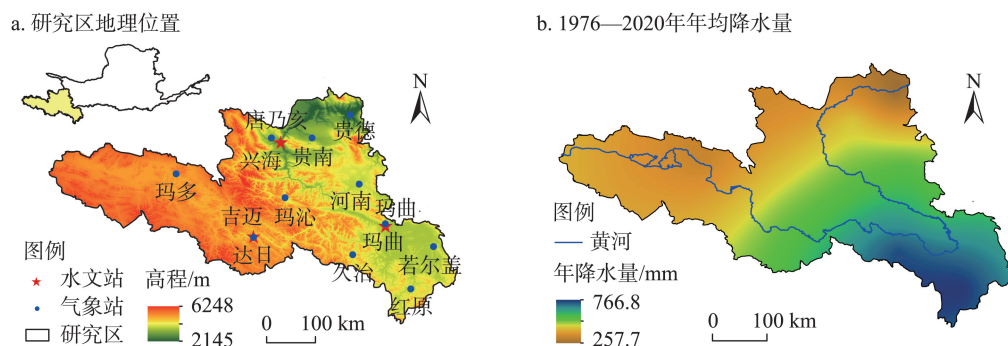 a. 研究区地理位置
N
唐乃亥
贵德
兴海
贵南
玛多
河南
吉迈
玛沁
玛曲
玛曲
达日
久治
若尔盖
红原
图例
水文站
气象站
研究区
高程/m
6248
2145
0 100 km
b. 1976—2020年年均降水量
N
图例
黄河
年降水量/mm
766.8
257.7
0 100 km